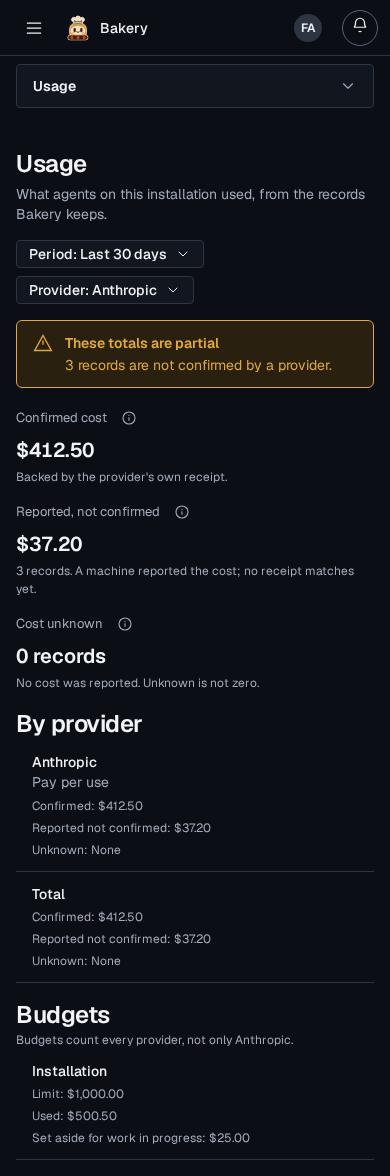 Bakery
FA
Usage
Usage
What agents on this installation used, from the records
Bakery keeps.
Period: Last 30 days
Provider: Anthropic
These totals are partial
3 records are not confirmed by a provider.
Confirmed cost
$412.50
Backed by the provider's own receipt.
Reported, not confirmed
$37.20
3 records. A machine reported the cost; no receipt matches
yet.
Cost unknown
0 records
No cost was reported. Unknown is not zero.
By provider
Anthropic
Pay per use
Confirmed: $412.50
Reported not confirmed: $37.20
Unknown: None
Total
Confirmed: $412.50
Reported not confirmed: $37.20
Unknown: None
Budgets
Budgets count every provider, not only Anthropic.
Installation
Limit: $1,000.00
Used: $500.50
Set aside for work in progress: $25.00